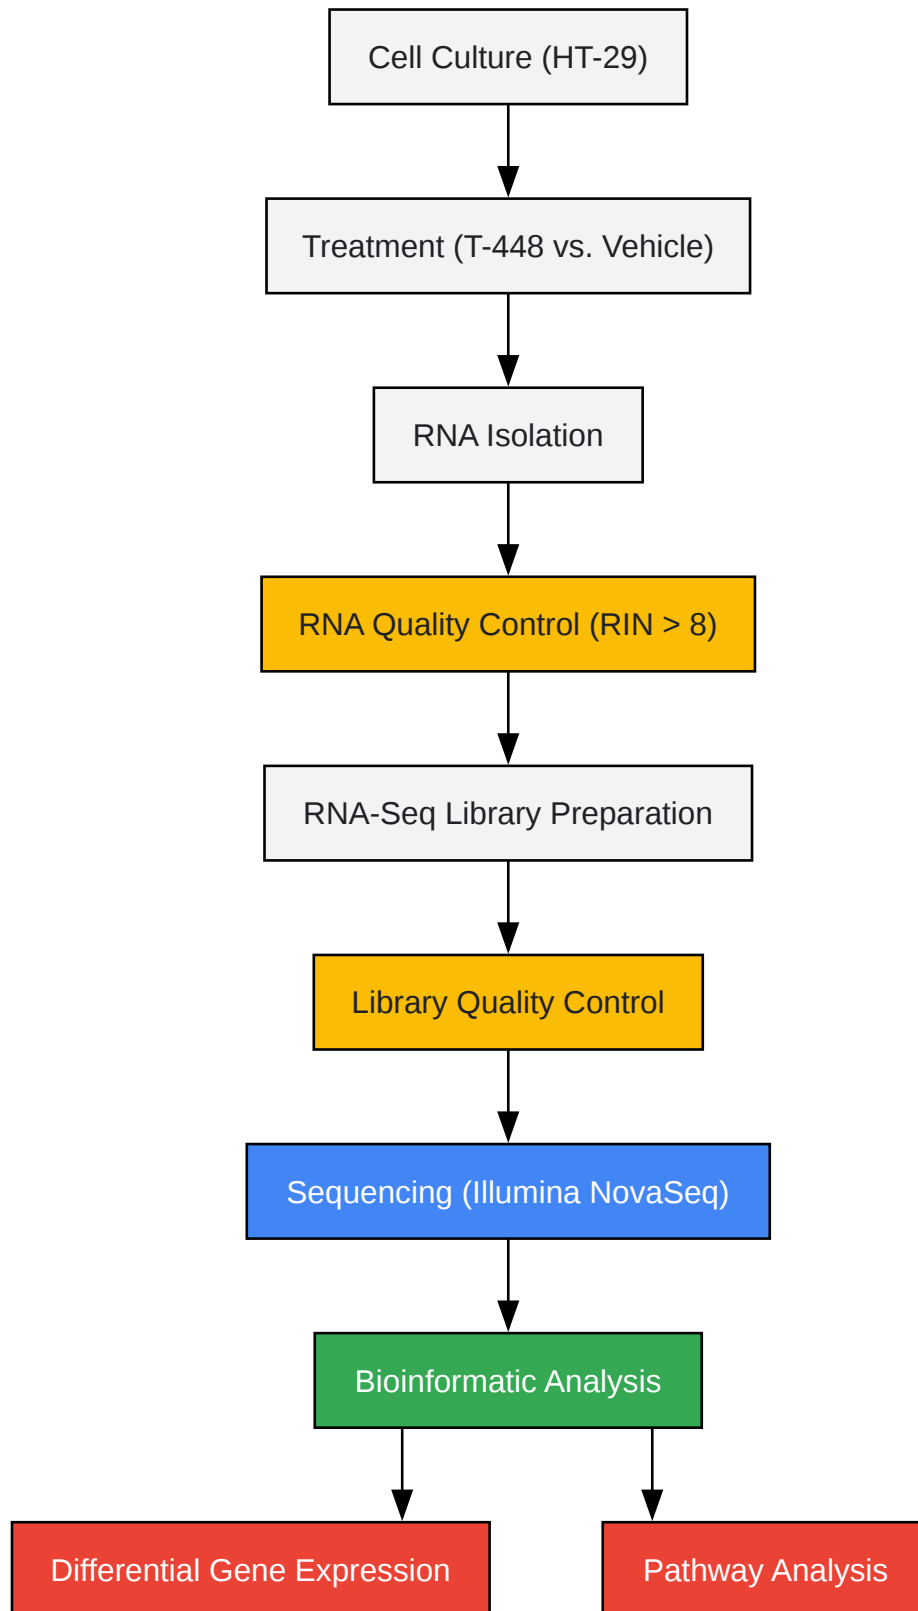 Cell Culture (HT-29)
Treatment (T-448 vs. Vehicle)
RNA Isolation
RNA Quality Control (RIN > 8)
RNA-Seq Library Preparation
Library Quality Control
Sequencing (Illumina NovaSeq)
Bioinformatic Analysis
Differential Gene Expression
Pathway Analysis